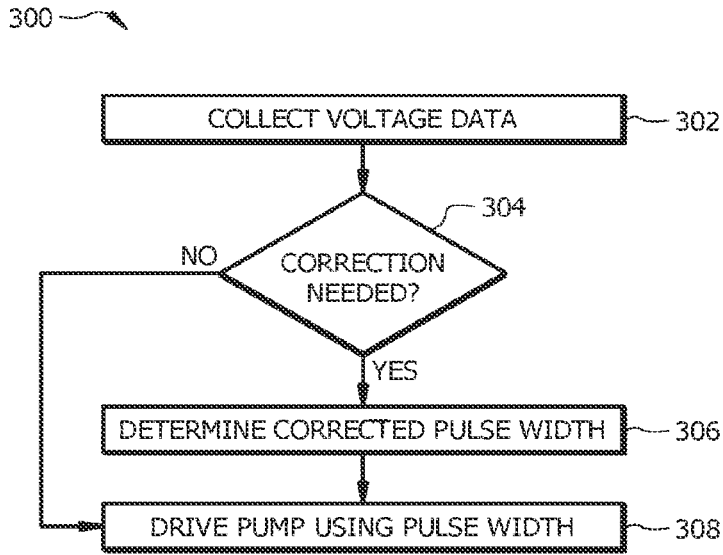 300
COLLECT VOLTAGE DATA
302
304
NO
CORRECTION
NEEDED?
YES
DETERMINE CORRECTED PULSE WIDTH
306
DRIVE PUMP USING PULSE WIDTH
308